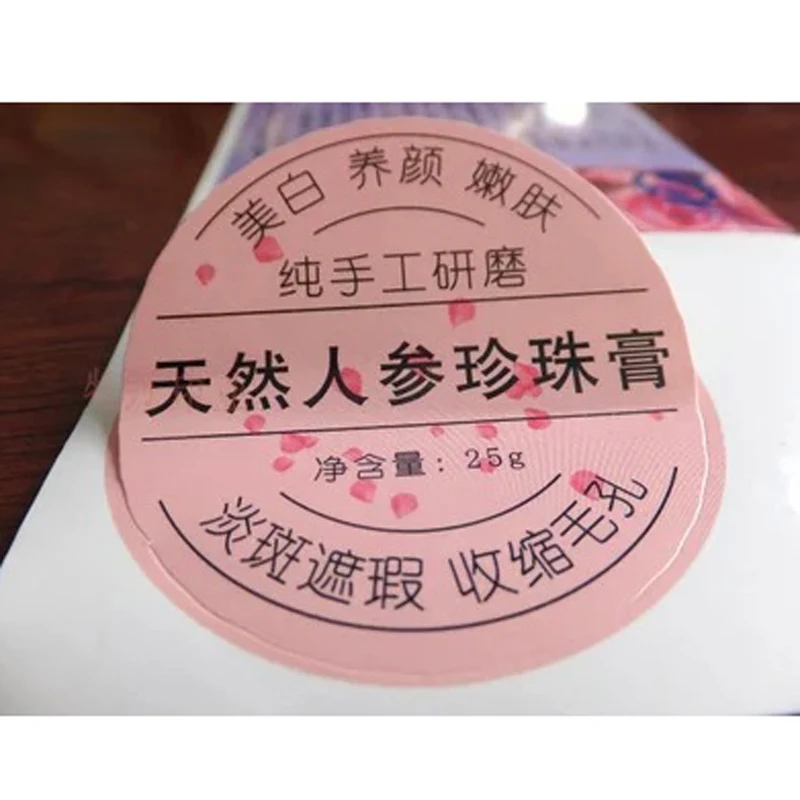 美白 养颜 嫩肤
纯手工研磨
天然人参珍珠膏
净含量：25g
淡斑遮瑕 收缩毛孔